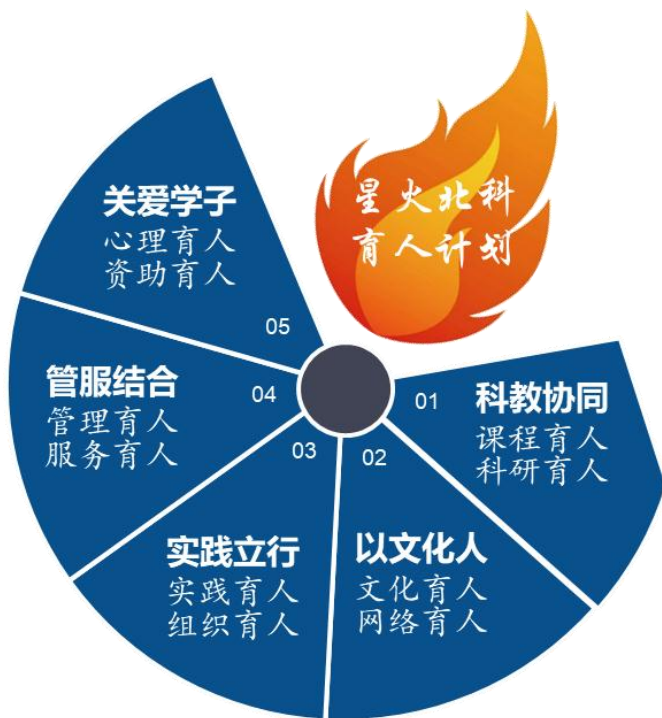 星火北科
育人计划
01
科教协同
课程育人
科研育人
02
以文化人
文化育人
网络育人
03
实践立行
实践育人
组织育人
04
管服结合
管理育人
服务育人
05
关爱学子
心理育人
资助育人